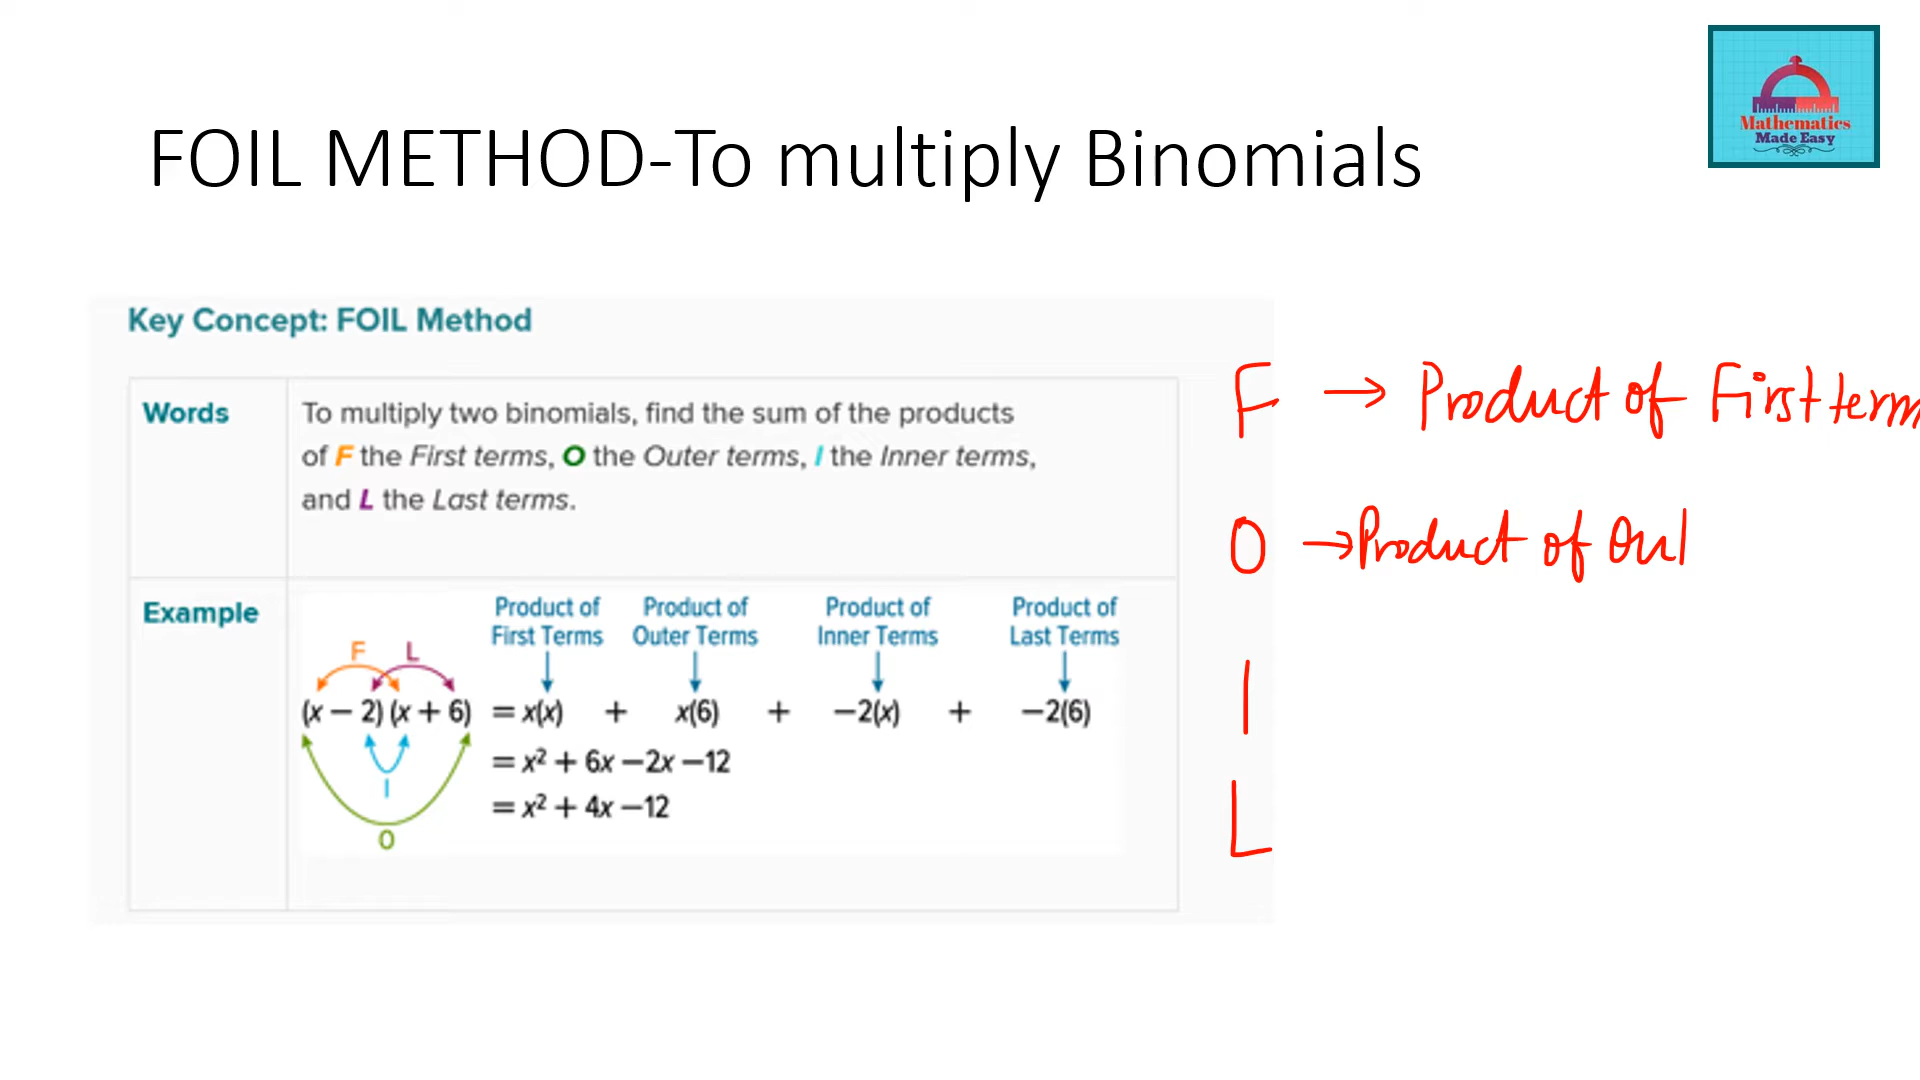 Mathematics
Made Easy
FOIL METHOD-To multiply Binomials
Key Concept: FOIL Method
Words
To multiply two binomials, find the sum of the products
of F the First terms, O the Outer terms, I the Inner terms,
and L the Last terms.
Example
Product of Product of Product of Product of
First Terms Outer Terms Inner Terms Last Terms
F L
(x – 2) (x + 6) = x(x) + x(6) + –2(x) + –2(6)
= x² + 6x –2x –12
I
= x² + 4x –12
O
F → Product of First term
O → Product of Out
I
L